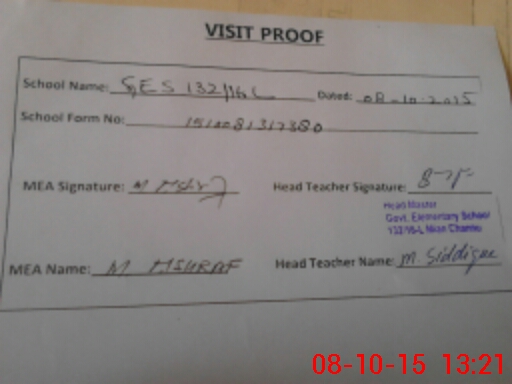 VISIT PROOF
School Name: GES 132/16L Dated: 08-10-2015
School Form No:
MEA Signature: M Head Teacher Signature:
Head Master
Govt. Elementary School
132/16-L Mian Channu
MEA Name: M ASHRAF Head Teacher Name: M. Siddique
08-10-15 13:21